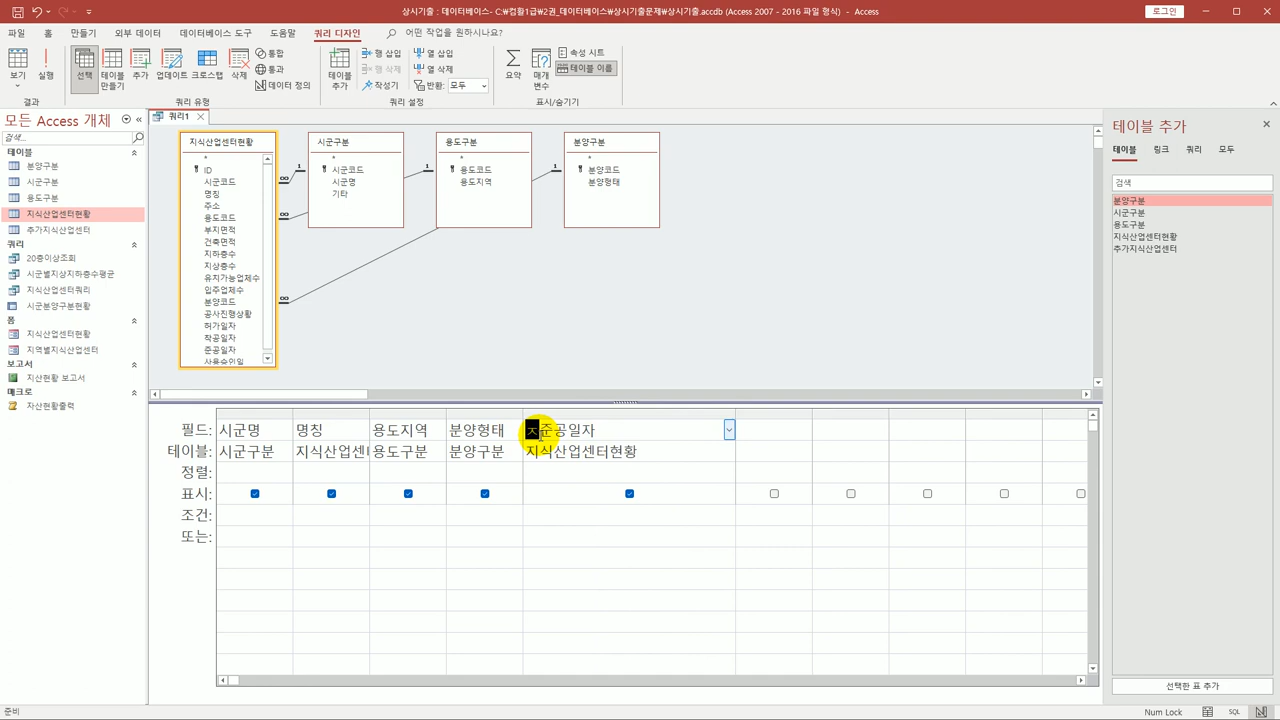 상시기술 : 데이터베이스- C:₩컴활1급₩2권_데이터베이스₩상시기술문제₩상시기술.accdb (Access 2007 - 2016 파일 형식) - Access
로그인
파일 홈 만들기 외부 데이터 데이터베이스 도구 도움말 쿼리 디자인 어떤 작업을 원하시나요?
보기 실행 선택 테이블 만들기 추가 업데이트 크로스탭 삭제 통합 통과 데이터 정의 테이블 추가 행 삽입 행 삭제 작성기 열 삽입 열 삭제 반환: 모두 요약 매개 변수 속성 시트 테이블 이름
결과 쿼리 유형 쿼리 설정 표시/숨기기
모든 Access 개체
검색...
테이블
분양구분
시군구분
용도구분
지식산업센터현황
추가지식산업센터
쿼리
20층이상조회
시군별지상지하층수평균
지식산업센터쿼리
시군분양구분현황
폼
지식산업센터현황
지역별지식산업센터
보고서
지산현황 보고서
매크로
자산현황출력
쿼리1
지식산업센터현황
*
ID
시군코드
명칭
주소
용도코드
부지면적
건축면적
지하층수
지상층수
유치가능업체수
입주업체수
분양코드
공사진행상황
허가일자
착공일자
준공일자
사용승인일
시군구분
*
시군코드
시군명
기타
용도구분
*
용도코드
용도지역
분양구분
*
분양코드
분양형태
1 1 1
∞ ∞ ∞
필드: 시군명 명칭 용도지역 분양형태 ㅈ준공일자
테이블: 시군구분 지식산업센터 용도구분 분양구분 지식산업센터현황
정렬:
표시:
조건:
또는:
테이블 추가
테이블 링크 쿼리 모두
검색
분양구분
시군구분
용도구분
지식산업센터현황
추가지식산업센터
선택한 표 추가
준비
Num Lock
SQL